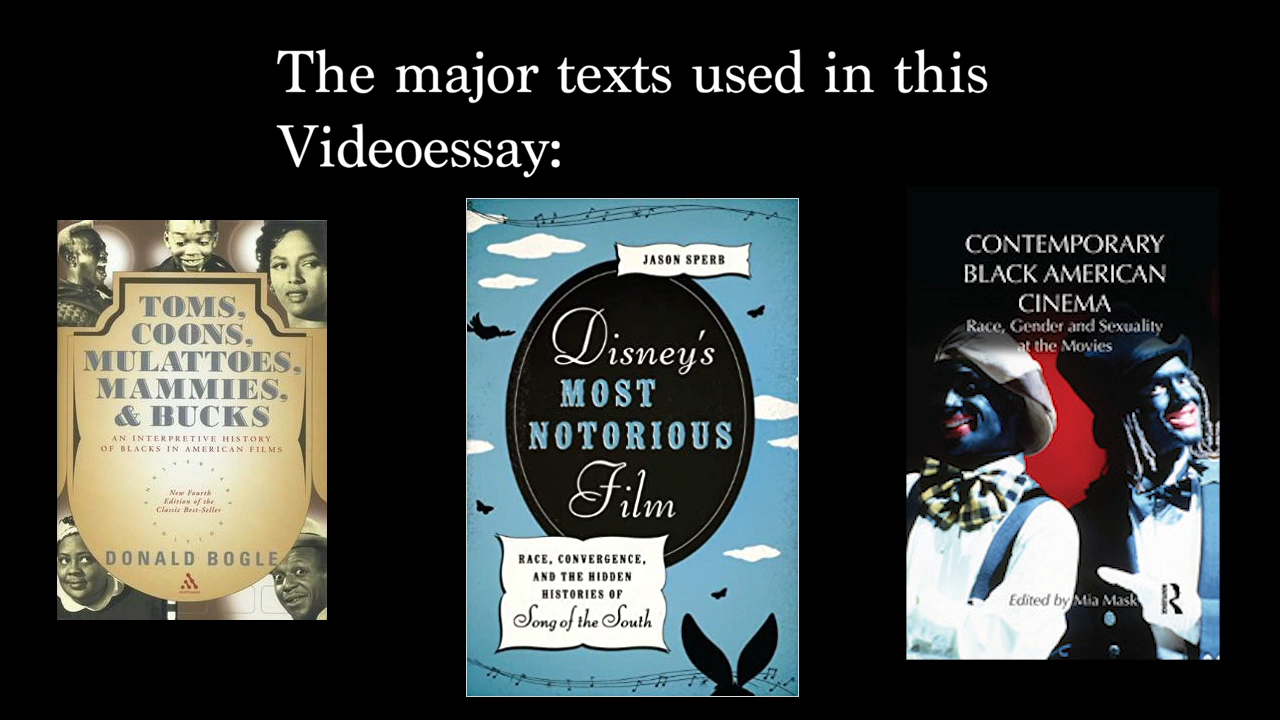 The major texts used in this
Videoessay:
TOMS,
COONS,
MULATTOES,
MAMMIES,
& BUCKS
AN INTERPRETIVE HISTORY
OF BLACKS IN AMERICAN FILMS
New Fourth
Edition of the
Classic Best-Seller
DONALD BOGLE
JASON SPERB
Disney's
MOST
NOTORIOUS
Film
RACE, CONVERGENCE,
AND THE HIDDEN
HISTORIES OF
Song of the South
CONTEMPORARY
BLACK AMERICAN
CINEMA
Race, Gender and Sexuality
at the Movies
Edited by Mia Mask
R